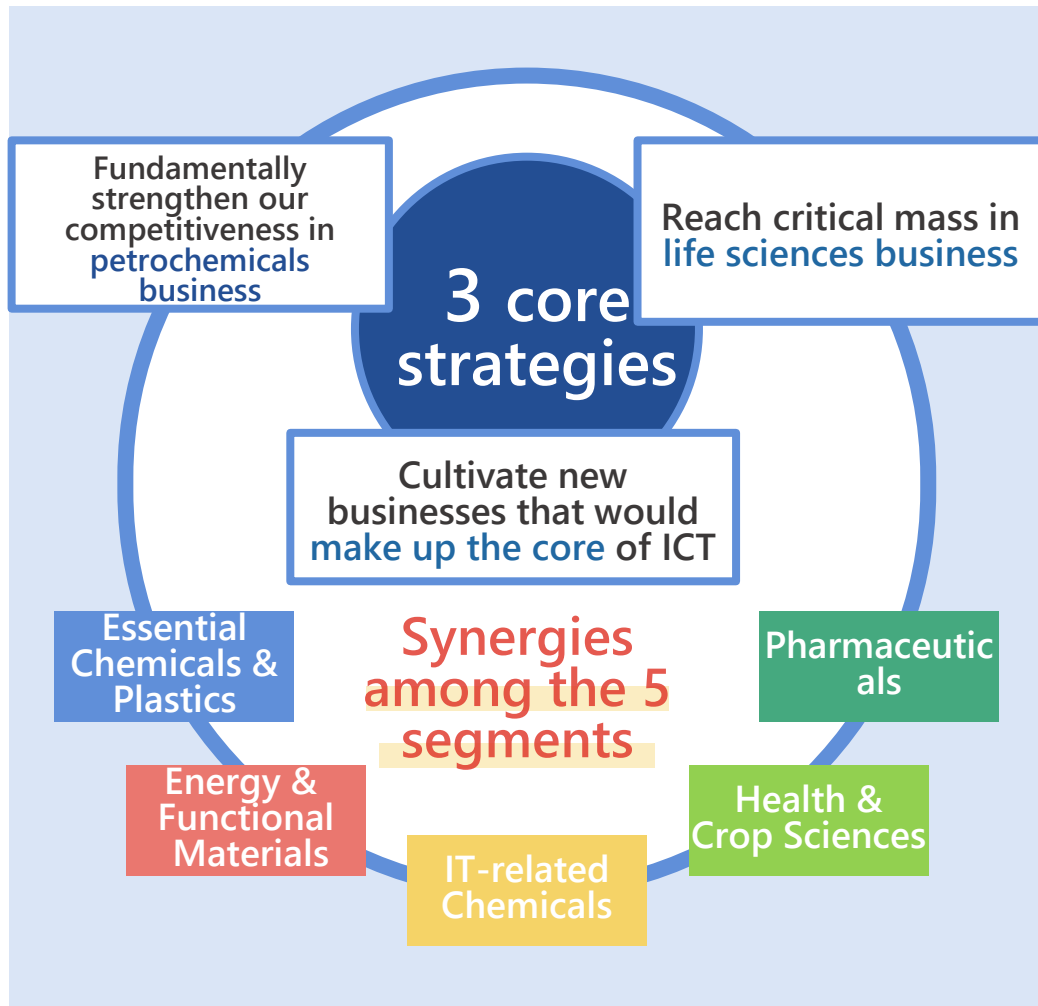 Fundamentally
strengthen our
competitiveness in
petrochemicals
business
Reach critical mass in
life sciences business
3 core
strategies
Cultivate new
businesses that would
make up the core of ICT
Synergies
among the 5
segments
Essential
Chemicals &
Plastics
Pharmaceutic
als
Energy &
Functional
Materials
Health &
Crop Sciences
IT-related
Chemicals